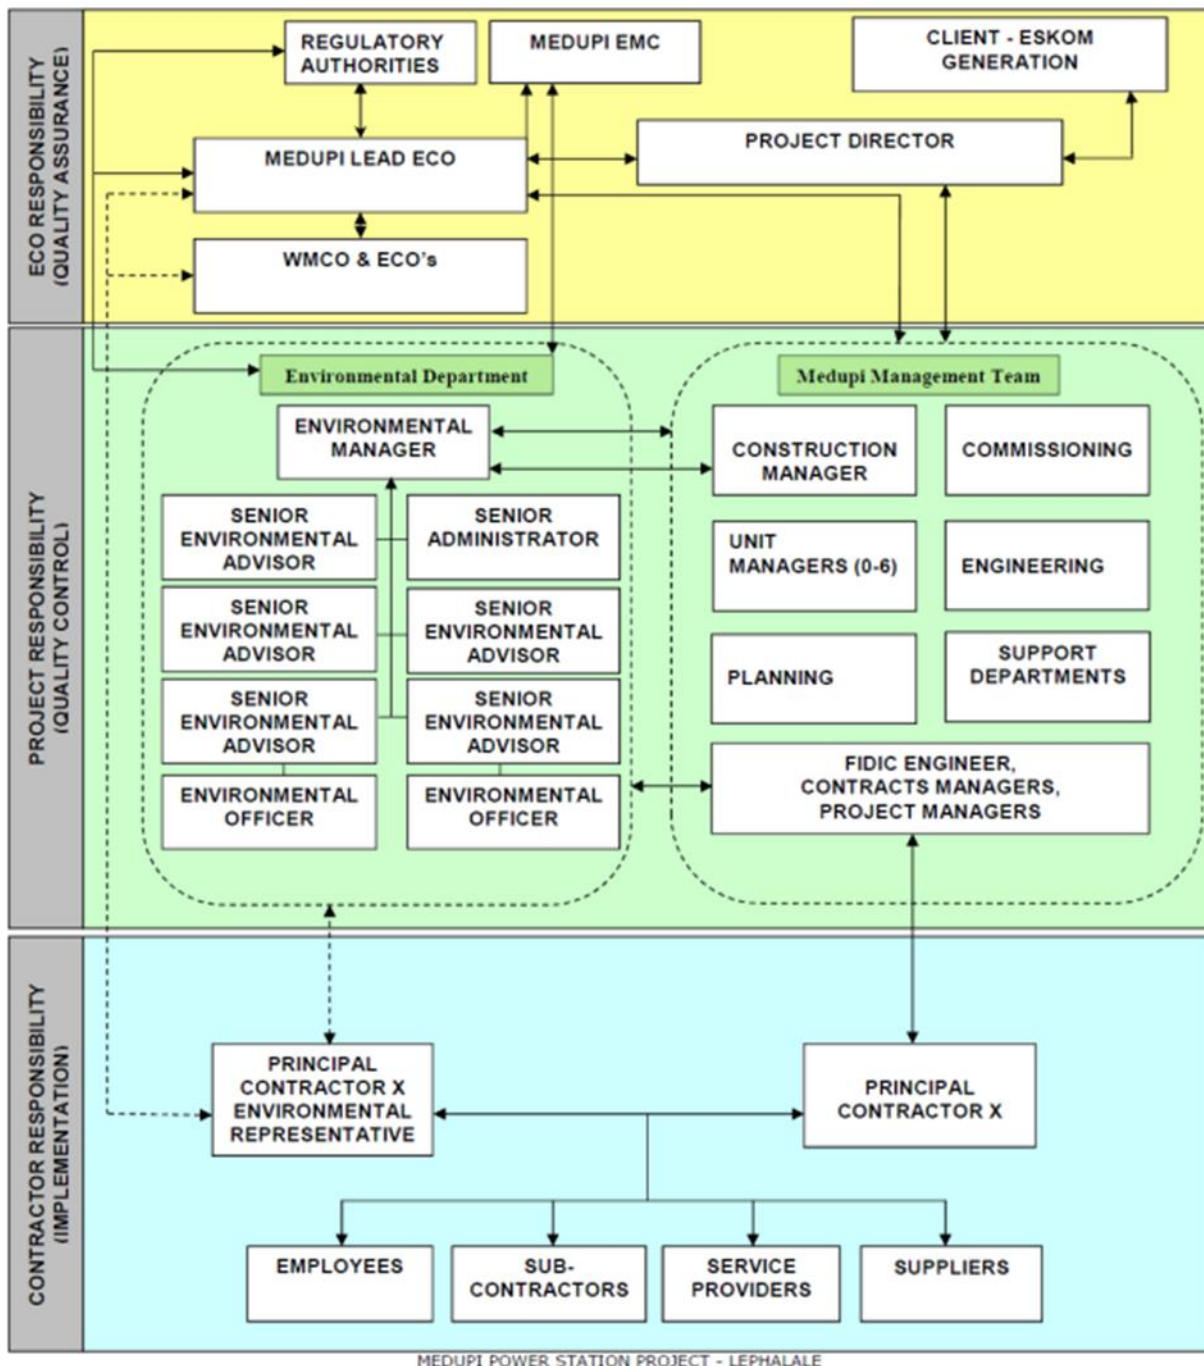 ECO RESPONSIBILITY
(QUALITY ASSURANCE)
REGULATORY
AUTHORITIES
MEDUPI EMC
CLIENT - ESKOM
GENERATION
MEDUPI LEAD ECO
PROJECT DIRECTOR
WMCO & ECO's
PROJECT RESPONSIBILITY
(QUALITY CONTROL)
Environmental Department
ENVIRONMENTAL
MANAGER
SENIOR
ENVIRONMENTAL
ADVISOR
SENIOR
ADMINISTRATOR
SENIOR
ENVIRONMENTAL
ADVISOR
SENIOR
ENVIRONMENTAL
ADVISOR
SENIOR
ENVIRONMENTAL
ADVISOR
SENIOR
ENVIRONMENTAL
ADVISOR
ENVIRONMENTAL
OFFICER
ENVIRONMENTAL
OFFICER
Medupi Management Team
CONSTRUCTION
MANAGER
COMMISSIONING
UNIT
MANAGERS (0-6)
ENGINEERING
PLANNING
SUPPORT
DEPARTMENTS
FIDIC ENGINEER,
CONTRACTS MANAGERS,
PROJECT MANAGERS
CONTRACTOR RESPONSIBILITY
(IMPLEMENTATION)
PRINCIPAL
CONTRACTOR X
ENVIRONMENTAL
REPRESENTATIVE
PRINCIPAL
CONTRACTOR X
EMPLOYEES
SUB-
CONTRACTORS
SERVICE
PROVIDERS
SUPPLIERS
MEDUPI POWER STATION PROJECT - LEPHALALE